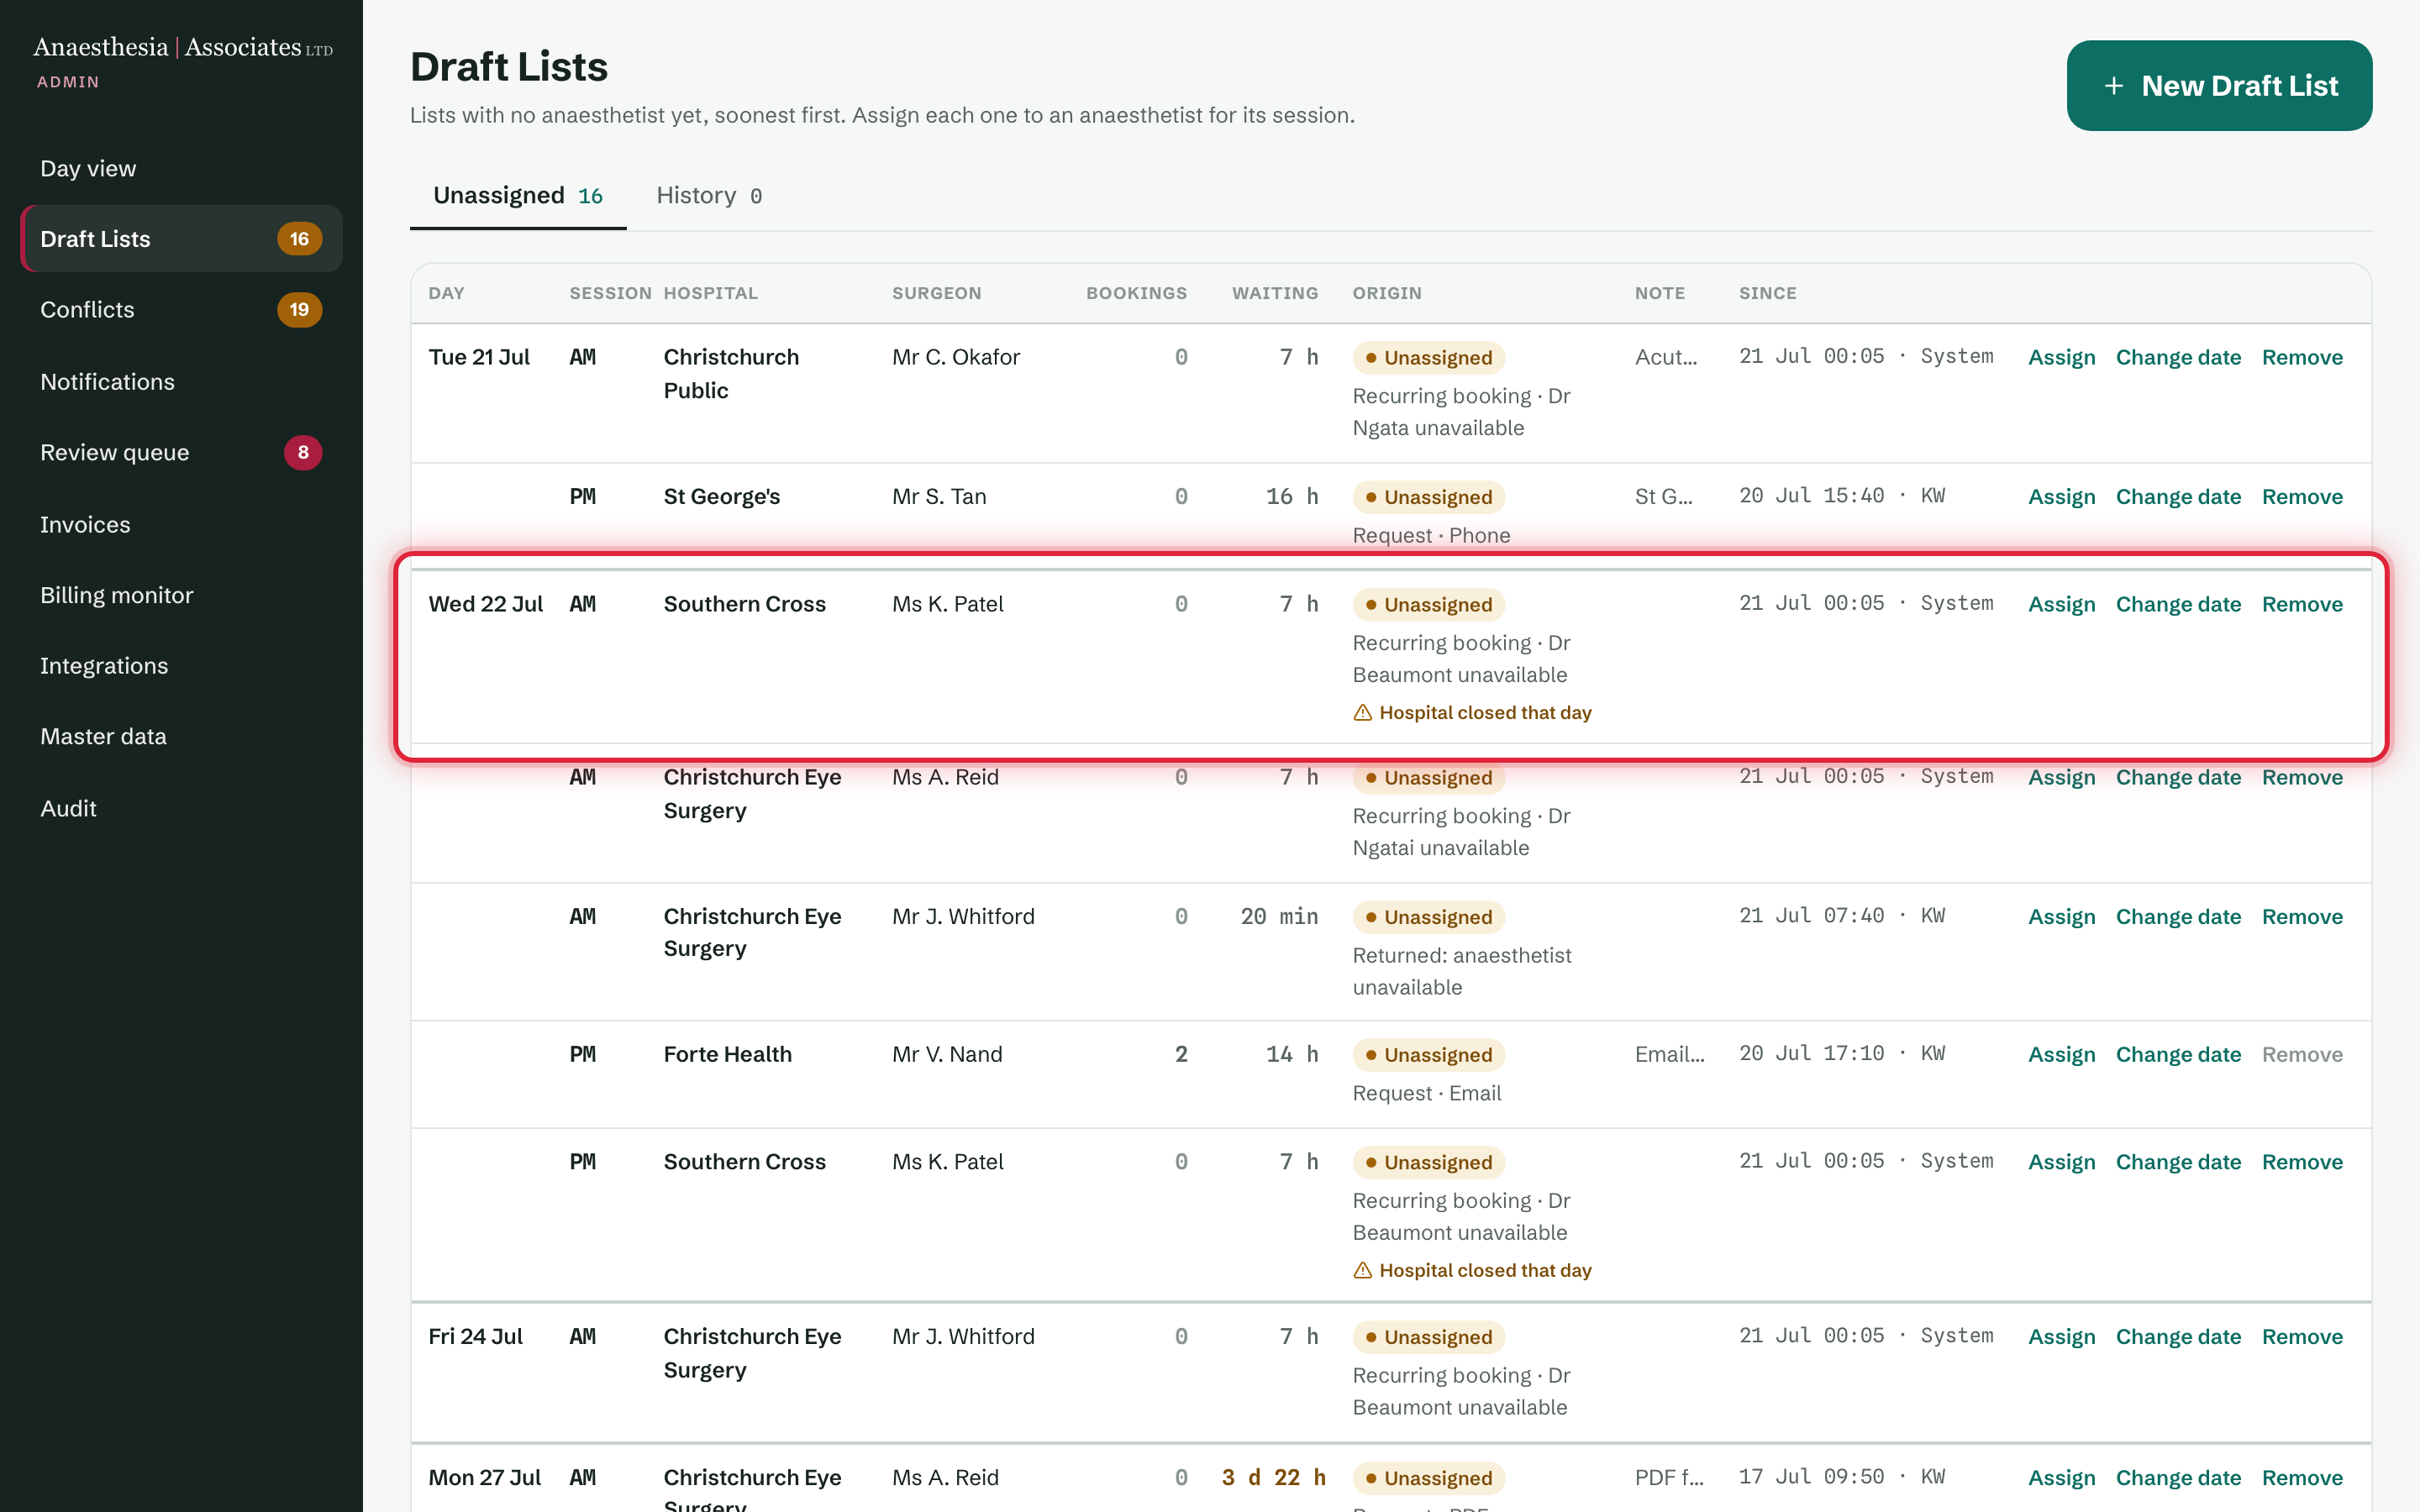 Anaesthesia | Associates LTD
ADMIN
Day view
Draft Lists 16
Conflicts 19
Notifications
Review queue 8
Invoices
Billing monitor
Integrations
Master data
Audit
Draft Lists
Lists with no anaesthetist yet, soonest first. Assign each one to an anaesthetist for its session.
+ New Draft List
Unassigned 16 History 0
DAY SESSION HOSPITAL SURGEON BOOKINGS WAITING ORIGIN NOTE SINCE
Tue 21 Jul AM Christchurch Mr C. Okafor 0 7 h Unassigned Acut... 21 Jul 00:05 · System Assign Change date Remove
Public
Recurring booking · Dr
Ngata unavailable
PM St George's Mr S. Tan 0 16 h Unassigned St G... 20 Jul 15:40 · KW Assign Change date Remove
Request · Phone
Wed 22 Jul AM Southern Cross Ms K. Patel 0 7 h Unassigned 21 Jul 00:05 · System Assign Change date Remove
Recurring booking · Dr
Beaumont unavailable
Hospital closed that day
AM Christchurch Eye Ms A. Reid 0 7 h Unassigned 21 Jul 00:05 · System Assign Change date Remove
Surgery
Recurring booking · Dr
Ngatai unavailable
AM Christchurch Eye Mr J. Whitford 0 20 min Unassigned 21 Jul 07:40 · KW Assign Change date Remove
Surgery
Returned: anaesthetist
unavailable
PM Forte Health Mr V. Nand 2 14 h Unassigned Email... 20 Jul 17:10 · KW Assign Change date Remove
Request · Email
PM Southern Cross Ms K. Patel 0 7 h Unassigned 21 Jul 00:05 · System Assign Change date Remove
Recurring booking · Dr
Beaumont unavailable
Hospital closed that day
Fri 24 Jul AM Christchurch Eye Mr J. Whitford 0 7 h Unassigned 21 Jul 00:05 · System Assign Change date Remove
Surgery
Recurring booking · Dr
Beaumont unavailable
Mon 27 Jul AM Christchurch Eye Ms A. Reid 0 3 d 22 h Unassigned PDF f... 17 Jul 09:50 · KW Assign Change date Remove
Surgery